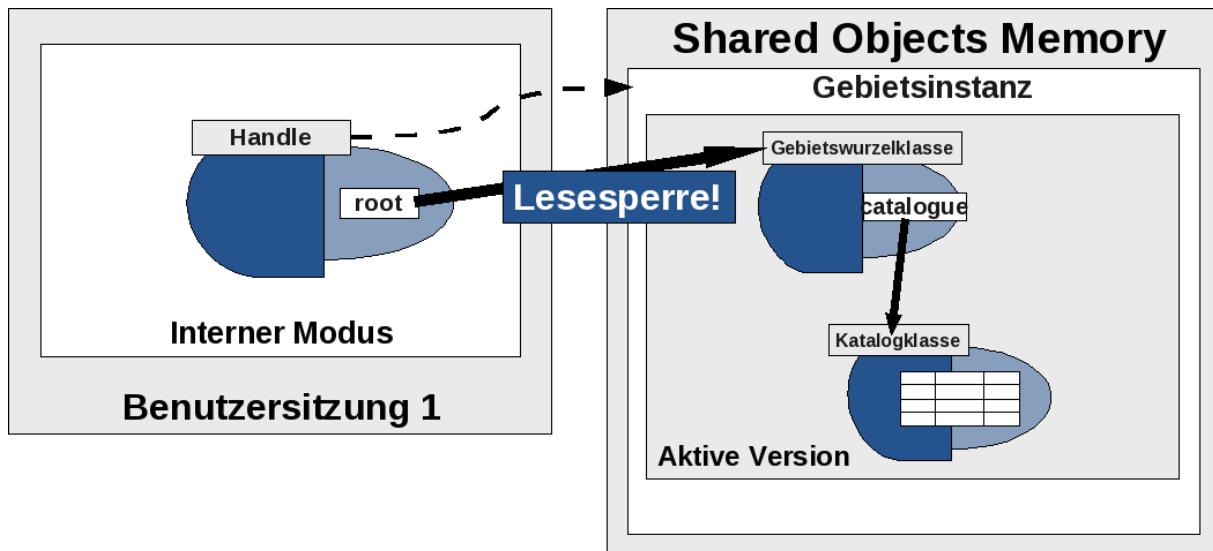 Handle
root
Interner Modus
Benutzersitzung 1
Lesesperre!
Shared Objects Memory
Gebietsinstanz
Gebietswurzelklasse
catalogue
Katalogklasse
Aktive Version